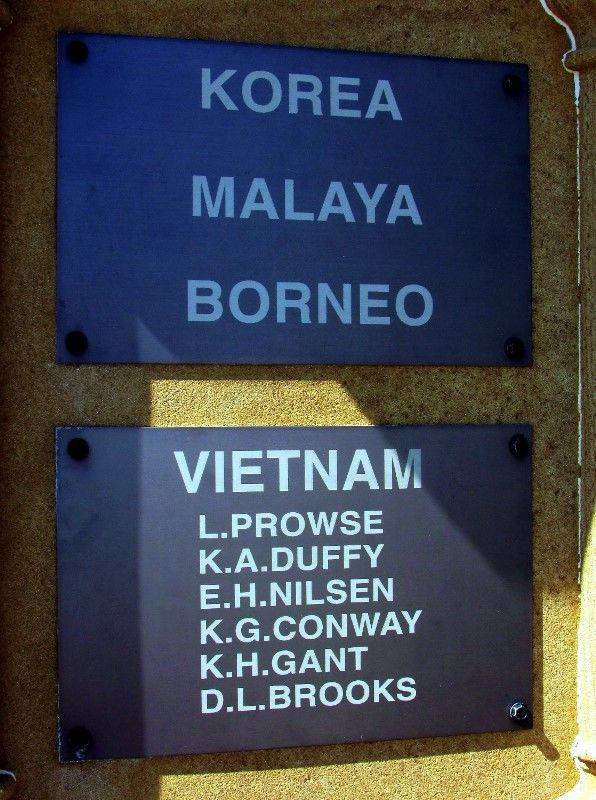 KOREA
MALAYA
BORNEO
VIETNAM
L.PROWSE
K.A.DUFFY
E.H.NILSEN
K.G.CONWAY
K.H.GANT
D.L.BROOKS